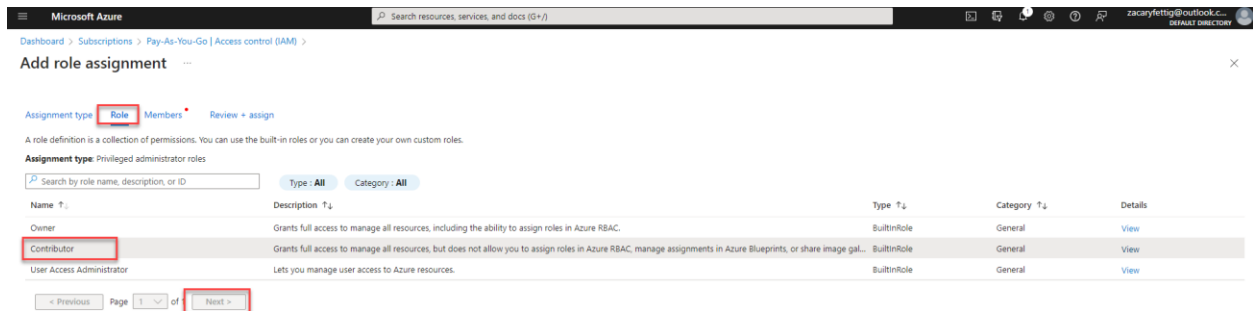 Microsoft Azure
Search resources, services, and docs (G+/)
1
zacaryfettig@outlook.c...
DEFAULT DIRECTORY
Dashboard > Subscriptions > Pay-As-You-Go | Access control (IAM) >
Add role assignment ...
Assignment type Role Members Review + assign
A role definition is a collection of permissions. You can use the built-in roles or you can create your own custom roles.
Assignment type: Privileged administrator roles
Search by role name, description, or ID Type : All Category : All
Name ↑↓ Description ↑↓ Type ↑↓ Category ↑↓ Details
Owner Grants full access to manage all resources, including the ability to assign roles in Azure RBAC. BuiltInRole General View
Contributor Grants full access to manage all resources, but does not allow you to assign roles in Azure RBAC, manage assignments in Azure Blueprints, or share image gal... BuiltInRole General View
User Access Administrator Lets you manage user access to Azure resources. BuiltInRole General View
< Previous Page 1 of Next >